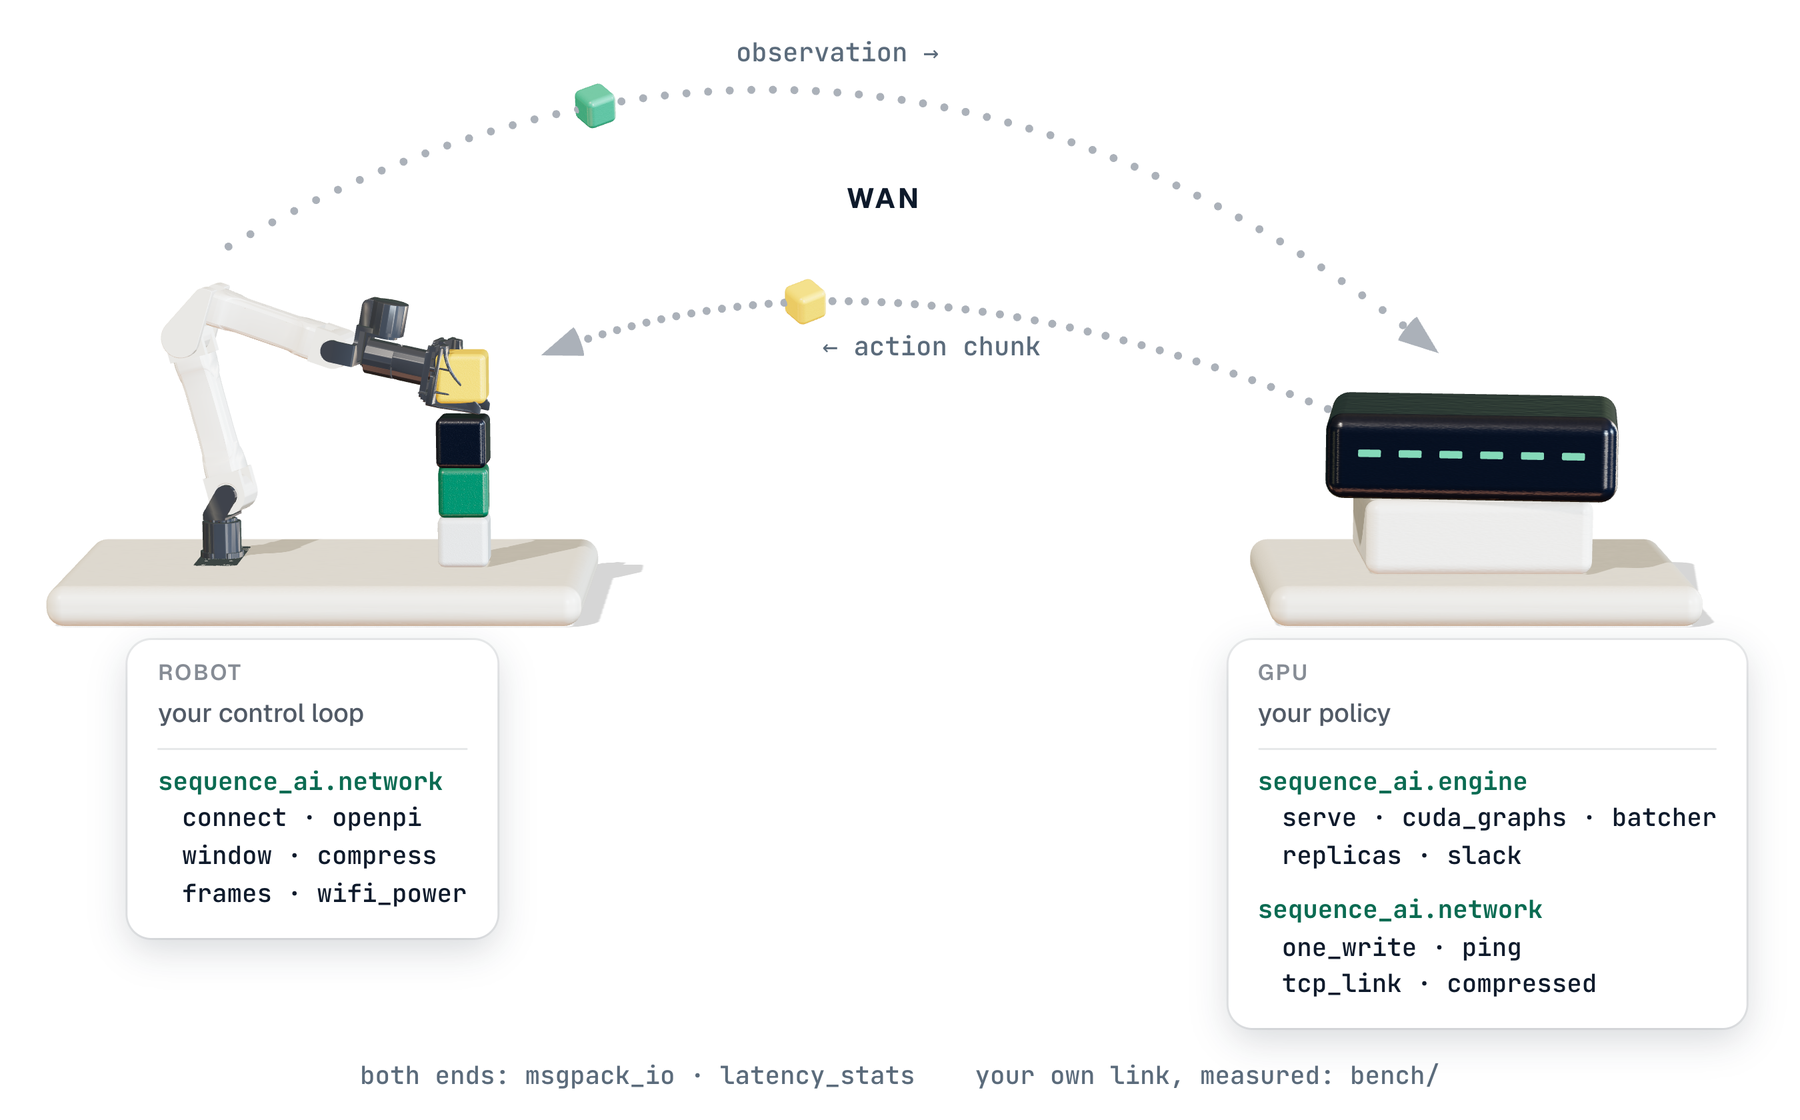 observation →
WAN
← action chunk
ROBOT
your control loop
sequence_ai.network
connect · openpi
window · compress
frames · wifi_power
GPU
your policy
sequence_ai.engine
serve · cuda_graphs · batcher
replicas · slack
sequence_ai.network
one_write · ping
tcp_link · compressed
both ends: msgpack_io · latency_stats
your own link, measured: bench/